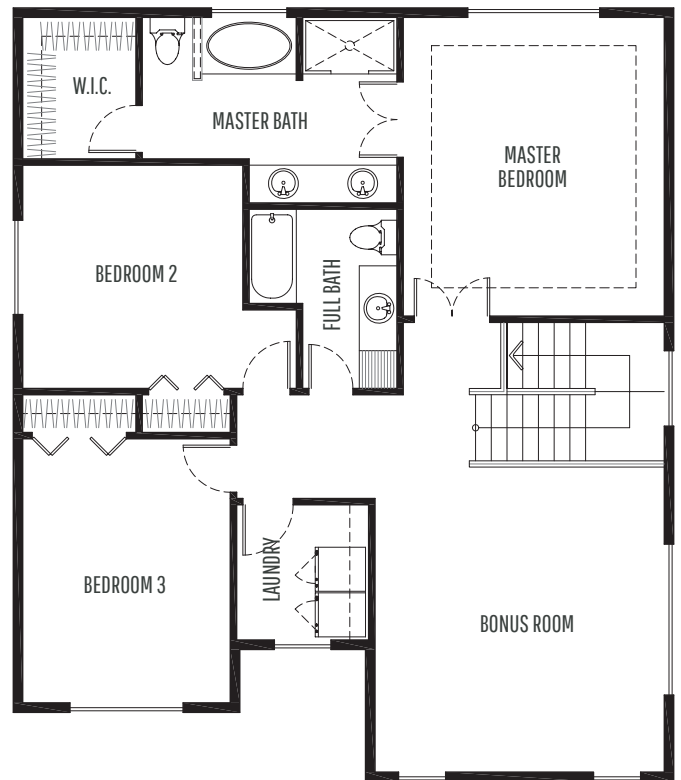 W.I.C.
MASTER BATH
MASTER
BEDROOM
BEDROOM 2
FULL BATH
BEDROOM 3
LAUNDRY
BONUS ROOM